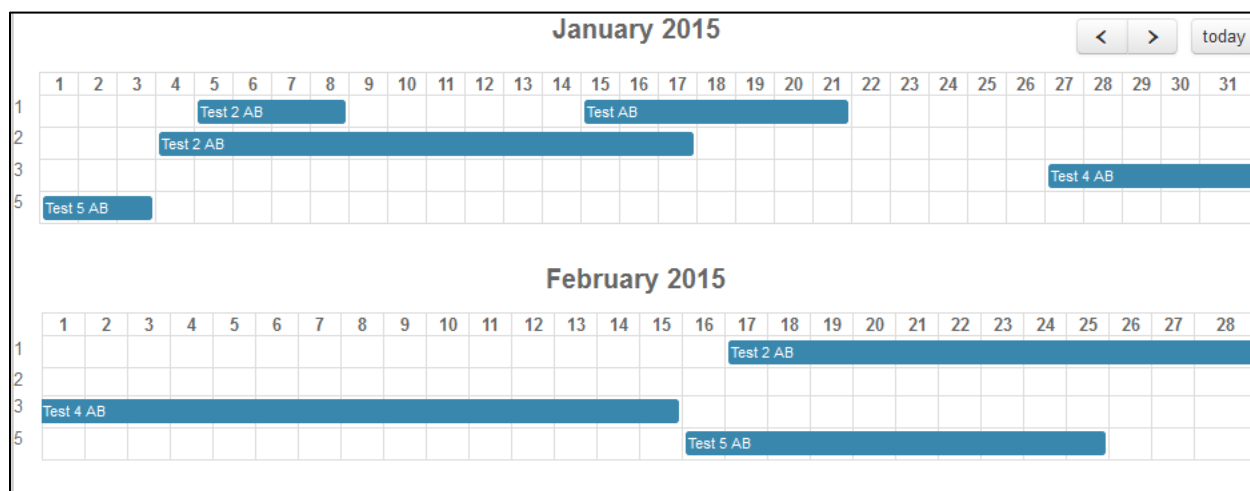 January 2015
< > today
1 2 3 4 5 6 7 8 9 10 11 12 13 14 15 16 17 18 19 20 21 22 23 24 25 26 27 28 29 30 31
1 Test 2 AB Test AB
2 Test 2 AB
3 Test 4 AB
5 Test 5 AB
February 2015
1 2 3 4 5 6 7 8 9 10 11 12 13 14 15 16 17 18 19 20 21 22 23 24 25 26 27 28
1 Test 2 AB
2
3 Test 4 AB
5 Test 5 AB